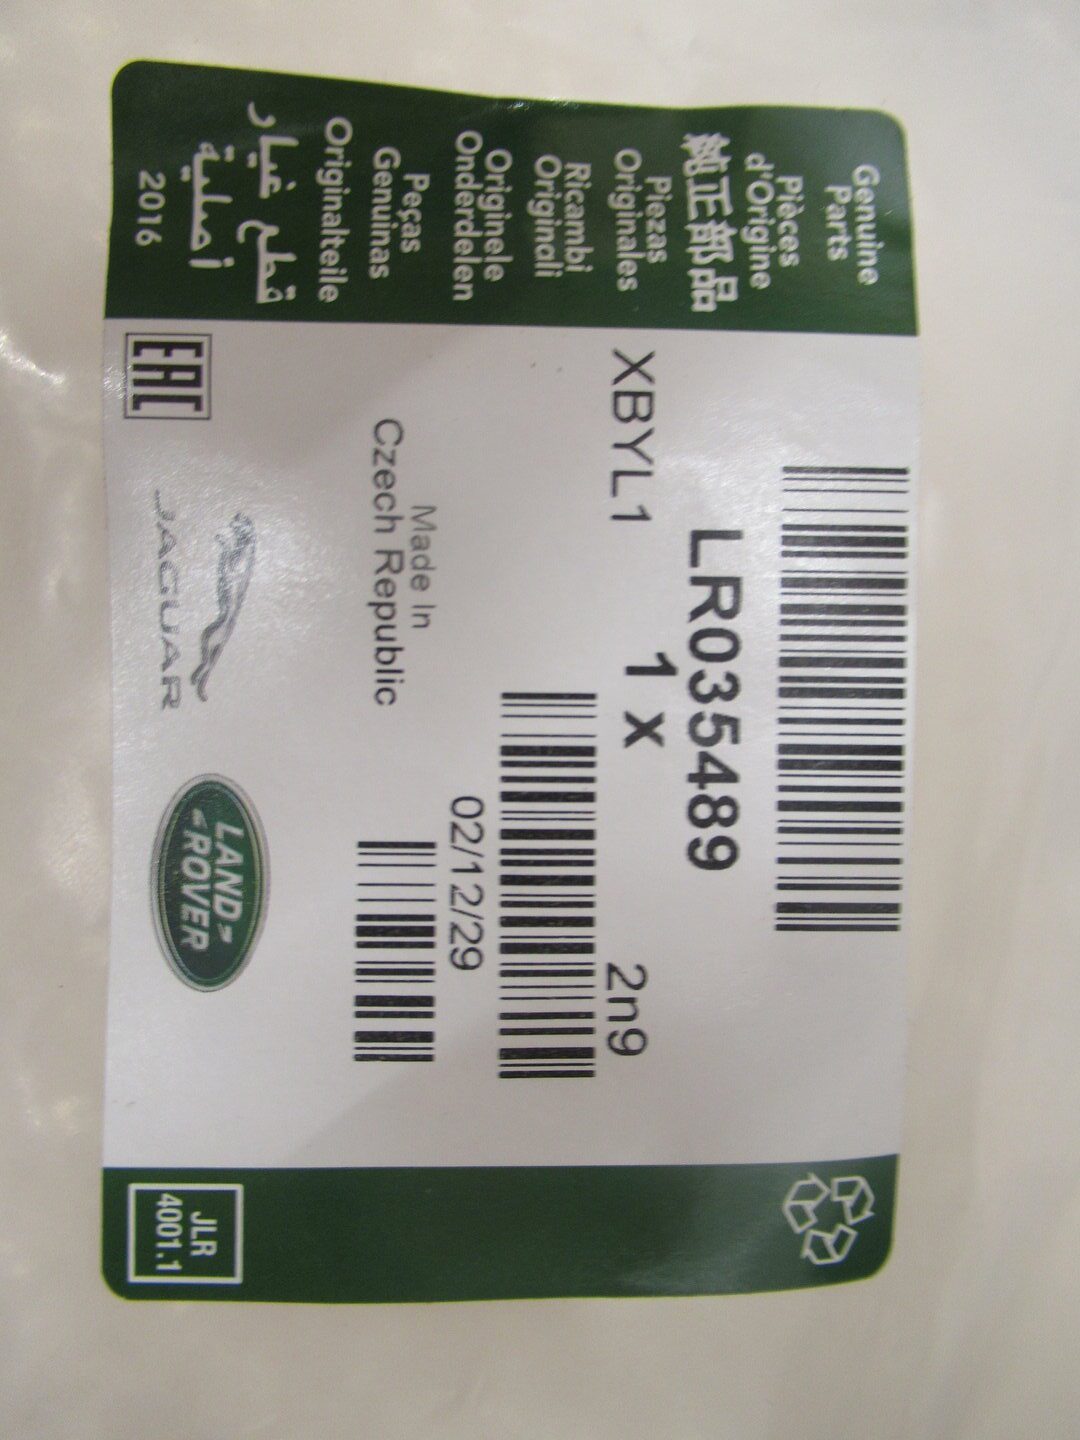 Genuine
Parts
Pièces
d'Origine
純正部品
Piezas
Originales
Ricambi
Originali
Originele
Onderdelen
Peças
Genuinas
Originalteile
قطع غيار
أصلية
2016
LR035489
XBYL1
1 x
2n9
02/12/29
Made In
Czech Republic
EAC
JAGUAR
LAND
ROVER
JLR
4001.1